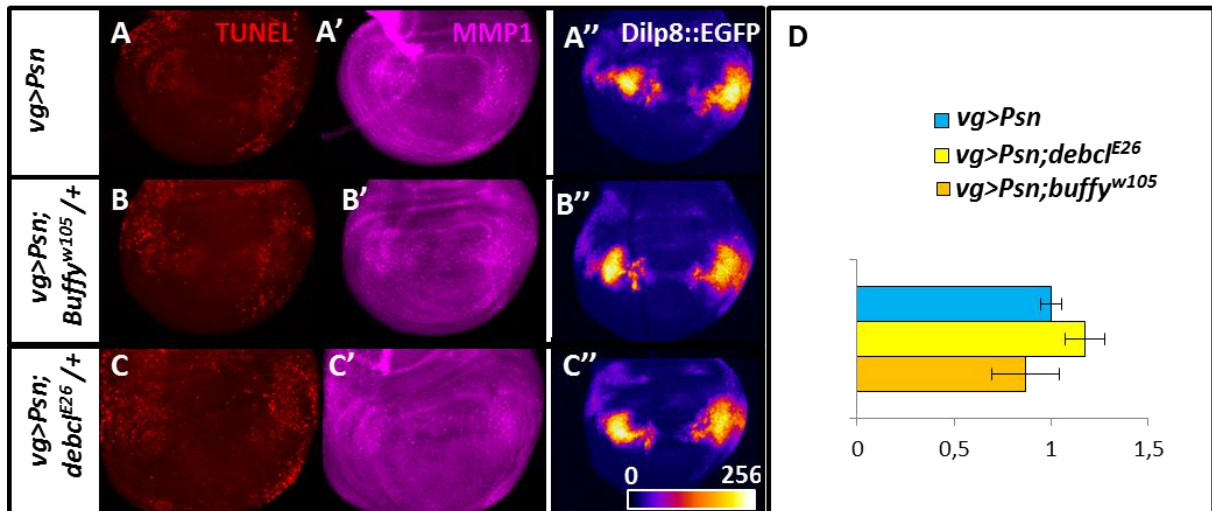 vg>Psn
A
TUNEL
A'
MMP1
A''
Dilp8::EGFP
vg>Psn;
Buffy^w105/+
B
B'
B''
vg>Psn;
debcl^E26/+
C
C'
C''
0 256
D
vg>Psn
vg>Psn;debcl^E26
vg>Psn;buffy^w105
0 0,5 1 1,5